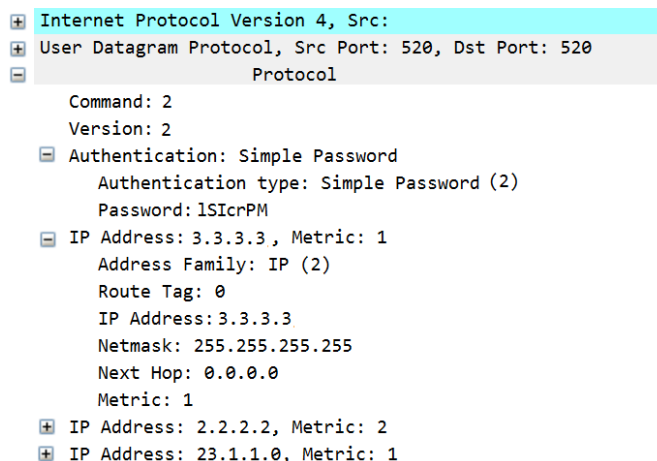 Internet Protocol Version 4, Src:
User Datagram Protocol, Src Port: 520, Dst Port: 520
Protocol
Command: 2
Version: 2
Authentication: Simple Password
Authentication type: Simple Password (2)
Password: lSIcrPM
IP Address: 3.3.3.3, Metric: 1
Address Family: IP (2)
Route Tag: 0
IP Address: 3.3.3.3
Netmask: 255.255.255.255
Next Hop: 0.0.0.0
Metric: 1
IP Address: 2.2.2.2, Metric: 2
IP Address: 23.1.1.0, Metric: 1